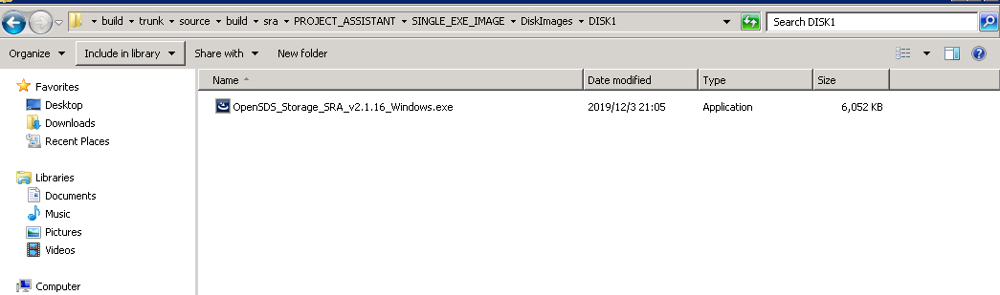 build trunk source build sra PROJECT_ASSISTANT SINGLE_EXE_IMAGE DiskImages DISK1 Search DISK1
Organize Include in library Share with New folder
Favorites
Desktop
Downloads
Recent Places
Libraries
Documents
Music
Pictures
Videos
Computer
Name Date modified Type Size
OpenSDS_Storage_SRA_v2.1.16_Windows.exe 2019/12/3 21:05 Application 6,052 KB